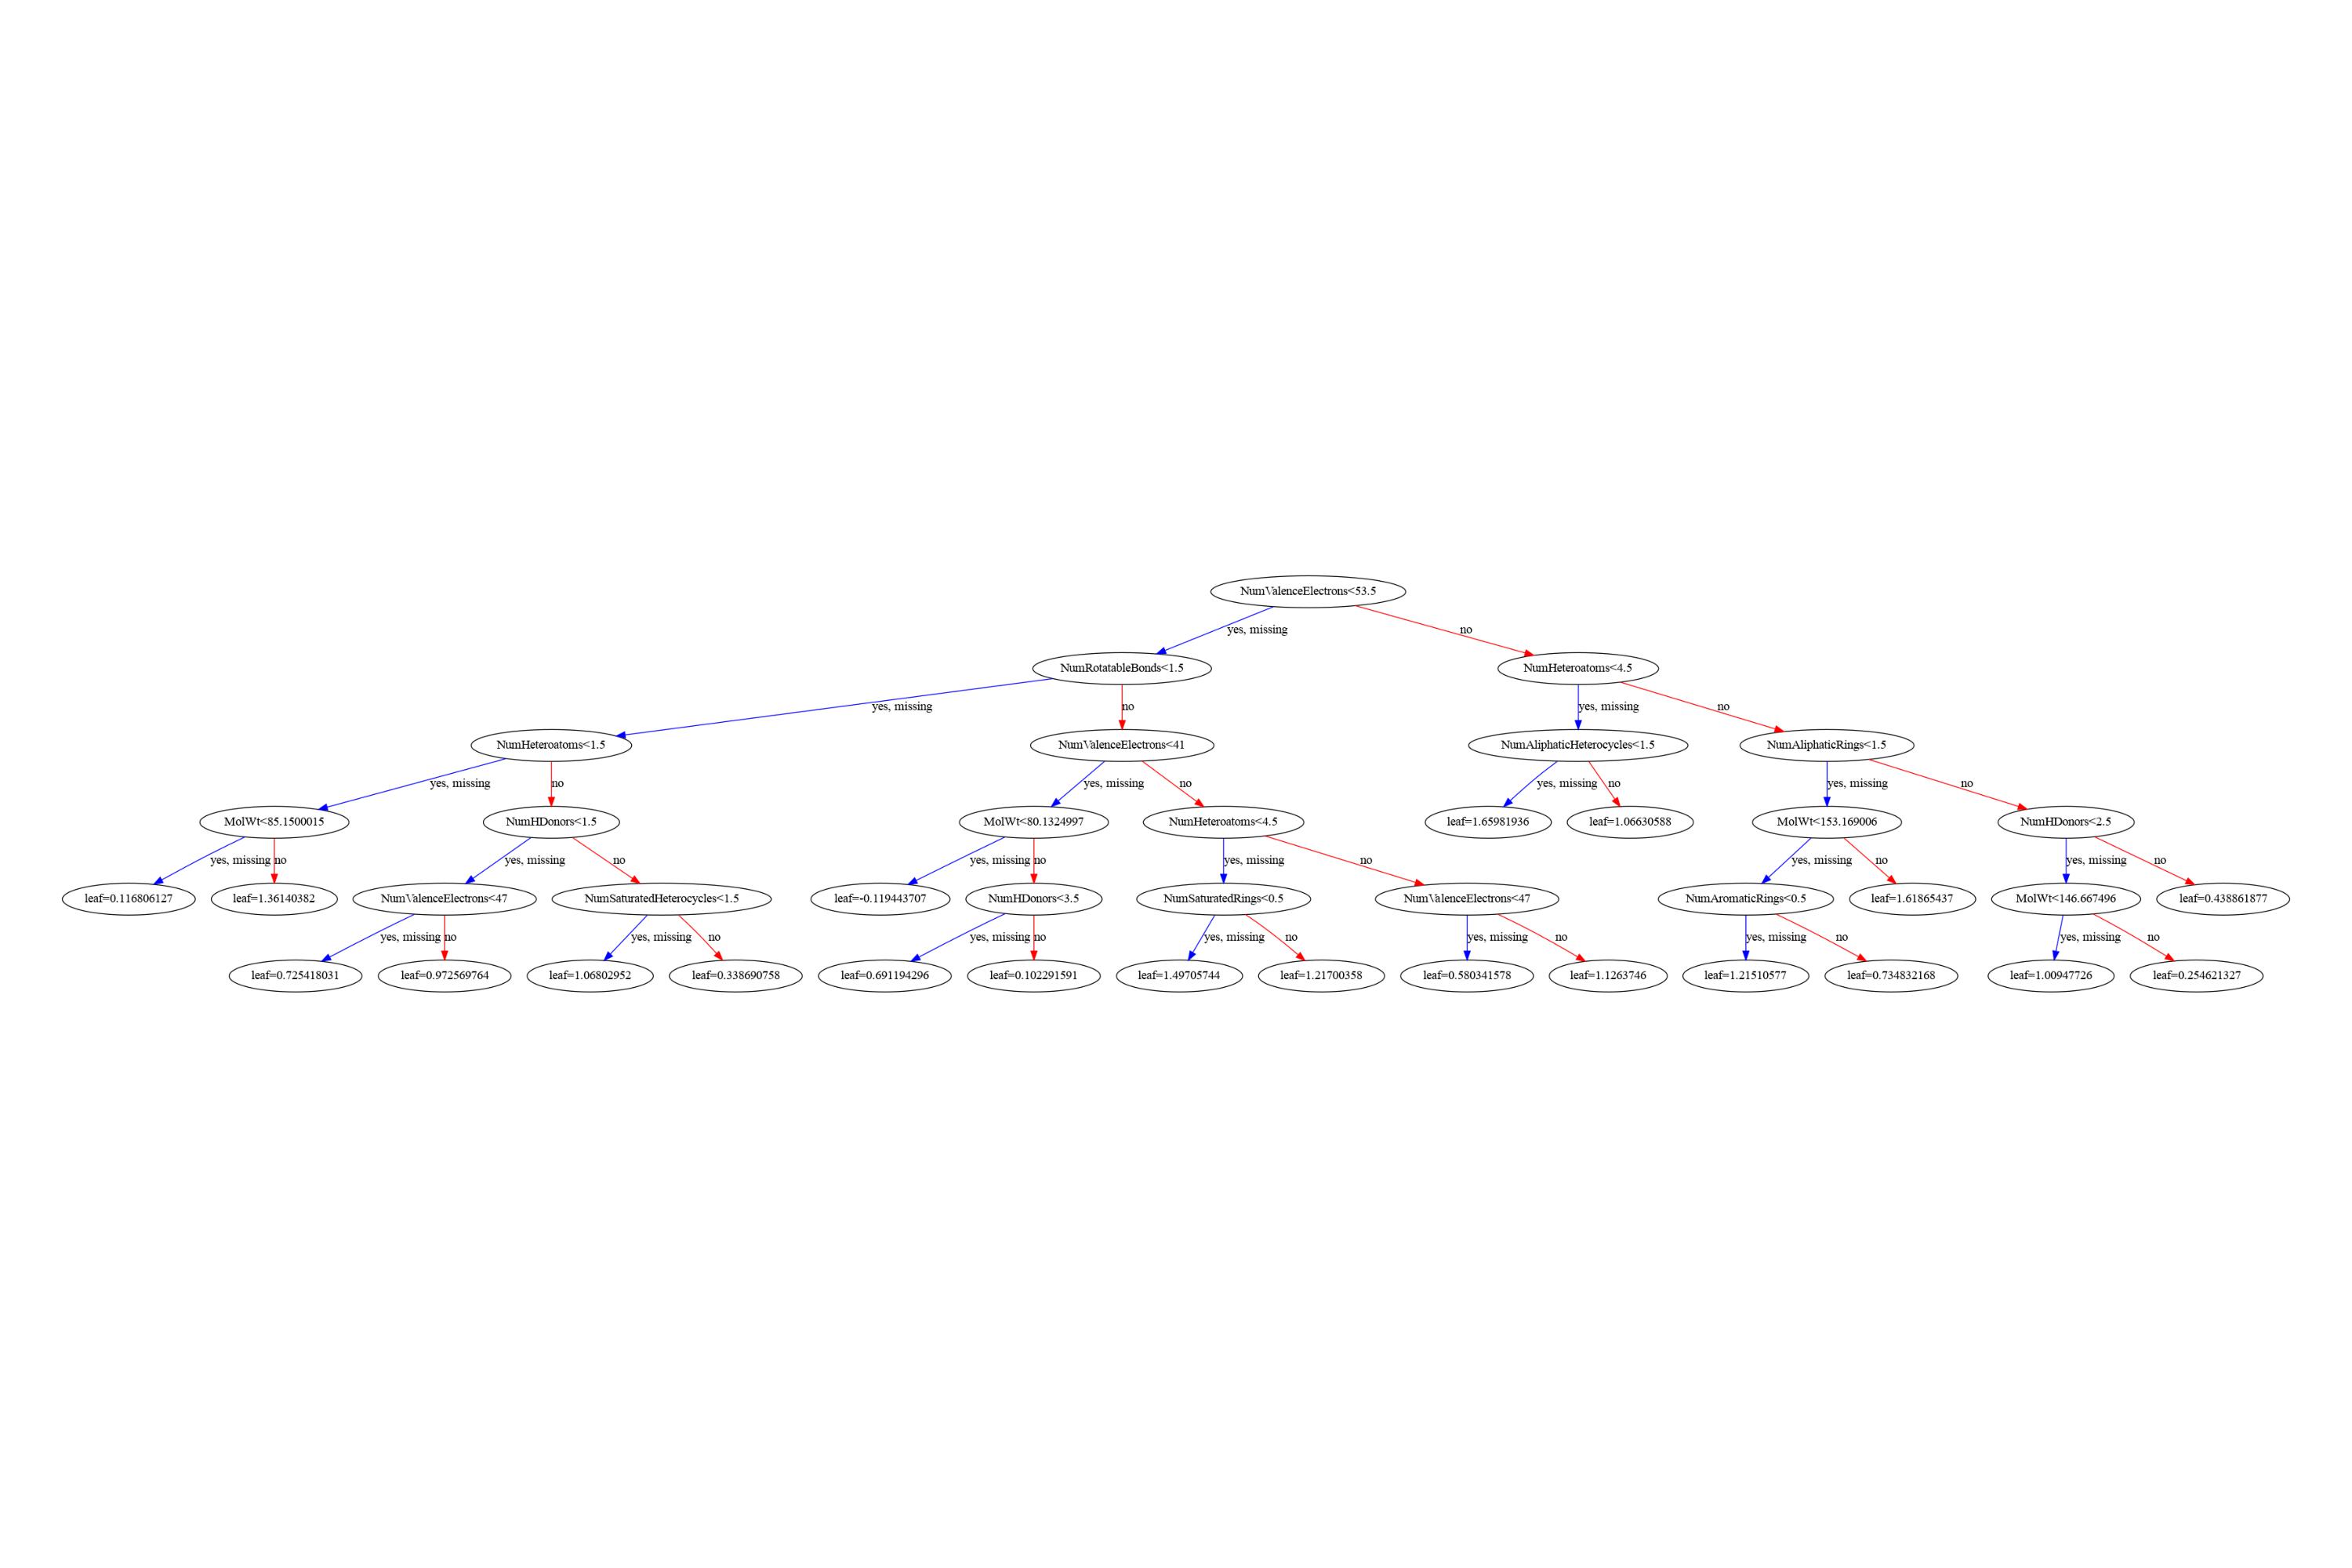 NumValenceElectrons<53.5
yes, missing
no
NumRotatableBonds<1.5
NumHeteroatoms<4.5
yes, missing
no
yes, missing
no
NumHeteroatoms<1.5
NumValenceElectrons<41
NumAliphaticHeterocycles<1.5
NumAliphaticRings<1.5
yes, missing
no
yes, missing
no
yes, missing
no
yes, missing
no
MolWt<85.1500015
NumHDonors<1.5
MolWt<80.1324997
NumHeteroatoms<4.5
leaf=1.65981936
leaf=1.06630588
MolWt<153.169006
NumHDonors<2.5
yes, missing
no
yes, missing
no
yes, missing
no
yes, missing
no
yes, missing
no
yes, missing
no
leaf=0.116806127
leaf=1.36140382
NumValenceElectrons<47
NumSaturatedHeterocycles<1.5
leaf=-0.119443707
NumHDonors<3.5
NumSaturatedRings<0.5
NumValenceElectrons<47
NumAromaticRings<0.5
leaf=1.61865437
MolWt<146.667496
leaf=0.438861877
yes, missing
no
yes, missing
no
yes, missing
no
yes, missing
no
yes, missing
no
yes, missing
no
yes, missing
no
leaf=0.725418031
leaf=0.972569764
leaf=1.06802952
leaf=0.338690758
leaf=0.691194296
leaf=0.102291591
leaf=1.49705744
leaf=1.21700358
leaf=0.580341578
leaf=1.1263746
leaf=1.21510577
leaf=0.734832168
leaf=1.00947726
leaf=0.254621327